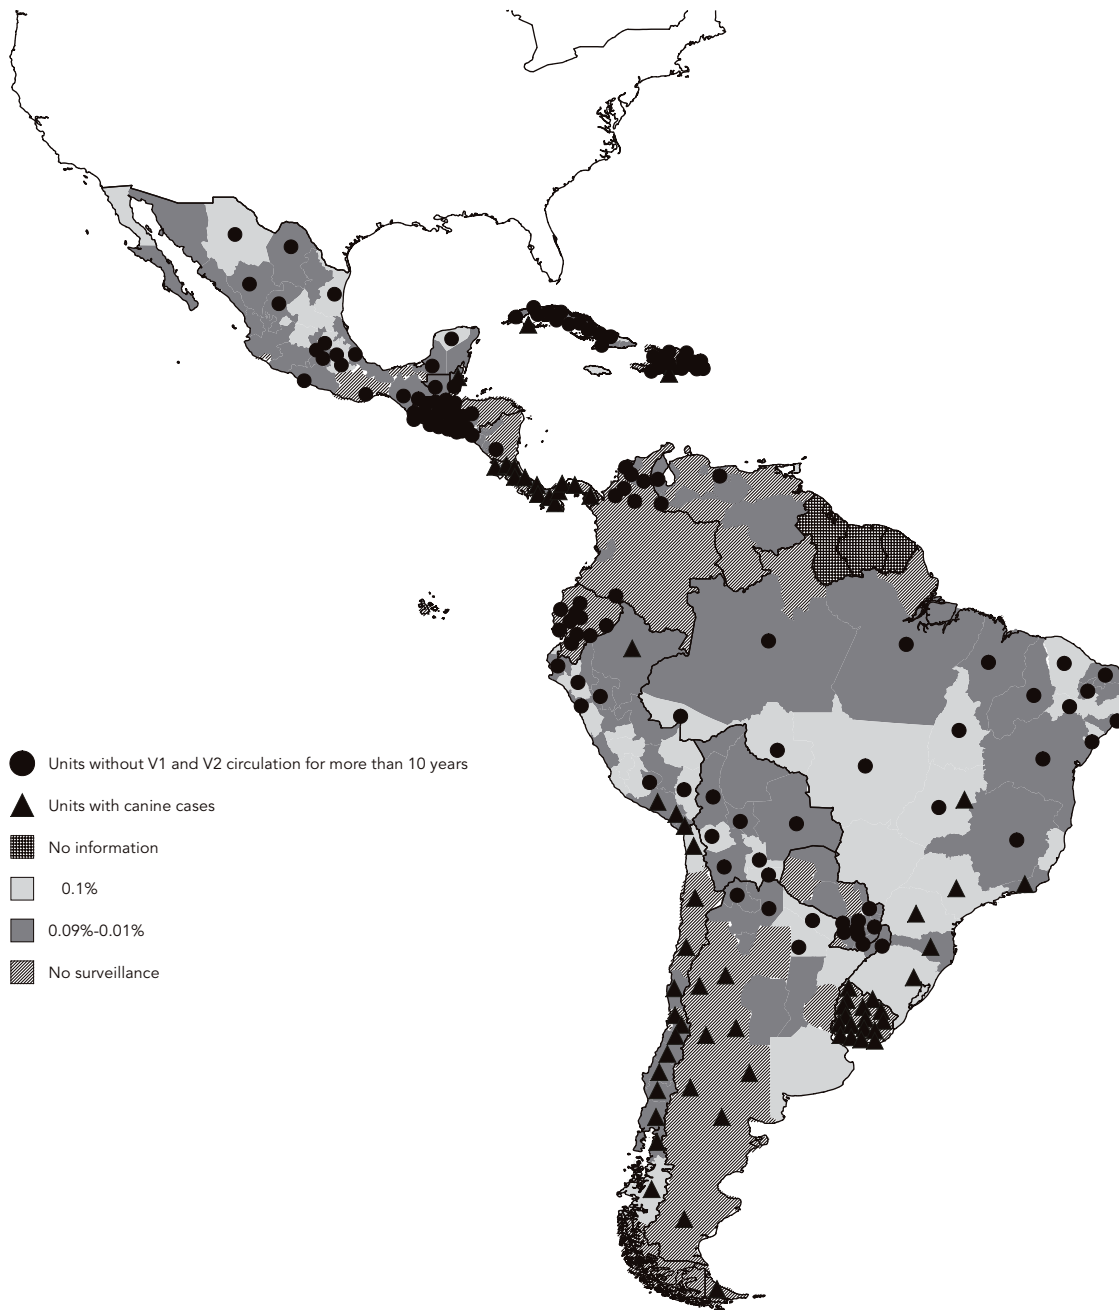 Units without V1 and V2 circulation for more than 10 years
Units with canine cases
No information
0.1%
0.09%-0.01%
No surveillance